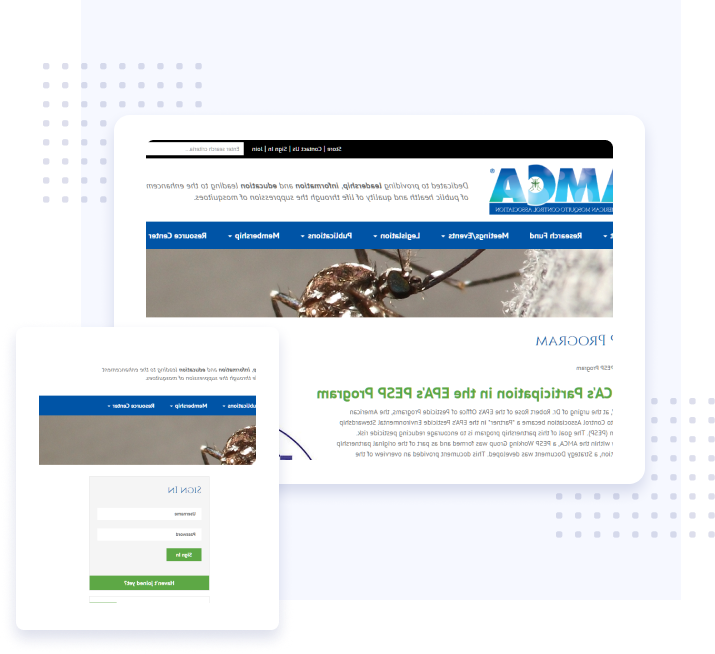 Store | Contact Us | Sign In | Join Enter search criteria...
AMCA®
ERICAN MOSQUITO CONTROL ASSOCIATION
Dedicated to providing leadership, information and education leading to the enhancem
of public health and quality of life through the suppression of mosquitoes.
t Research Fund Meetings/Events Legislation Publications Membership Resource Center
P PROGRAM
PESP Program
CA's Participation in the EPA's PESP Program
, at the urging of Dr. Robert Rose of the EPA's Office of Pesticide Programs, the American
to Control Association became a "Partner" in the EPA's Pesticide Environmental Stewardship
m (PESP). The goal of this partnership program is to encourage reducing pesticide risk.
within the AMCA, a PESP Working Group was formed and as part of the original partnership
tion, a Strategy Document was developed. This document provided an overview of the
p, information and education leading to the enhancement
through the suppression of mosquitoes.
Publications Membership Resource Center
SIGN IN
Username
Password
Sign In
Haven't joined yet?